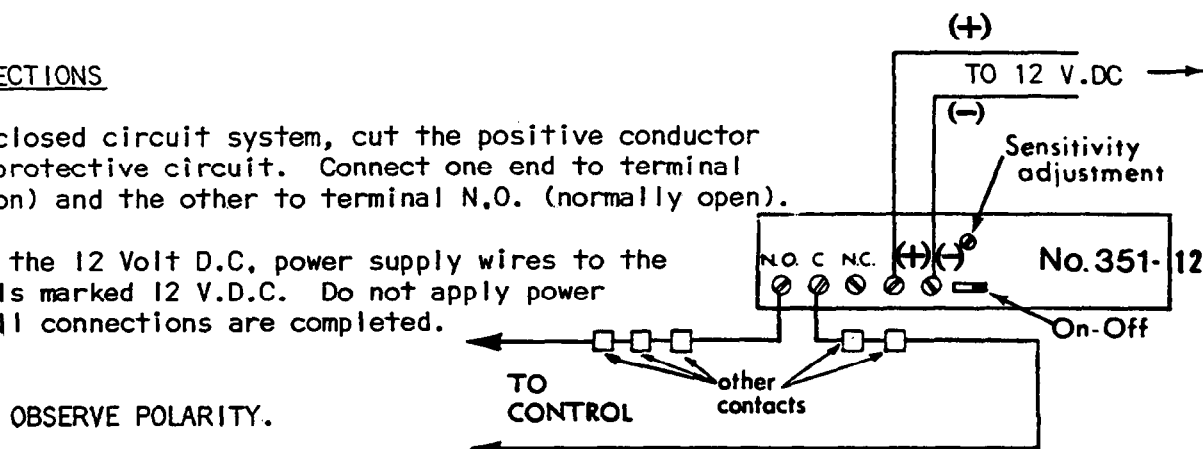 ECTIONS
closed circuit system, cut the positive conductor
protective circuit. Connect one end to terminal
on) and the other to terminal N.O. (normally open).
the 12 Volt D.C. power supply wires to the
ls marked 12 V.D.C. Do not apply power
ll connections are completed.
OBSERVE POLARITY.
(+)
TO 12 V.DC
(-)
Sensitivity
adjustment
N.O. C N.C. (+) (-) No. 351-12
On-Off
other
contacts
TO
CONTROL